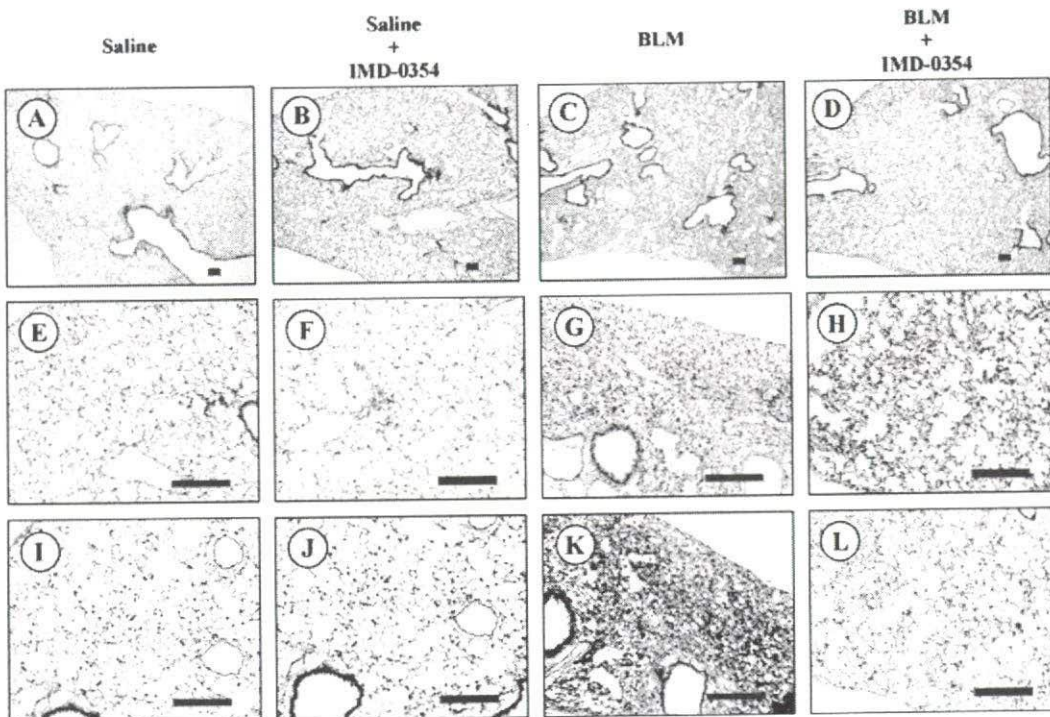 Saline
Saline
+
IMD-0354
BLM
BLM
+
IMD-0354
A
B
C
D
E
F
G
H
I
J
K
L